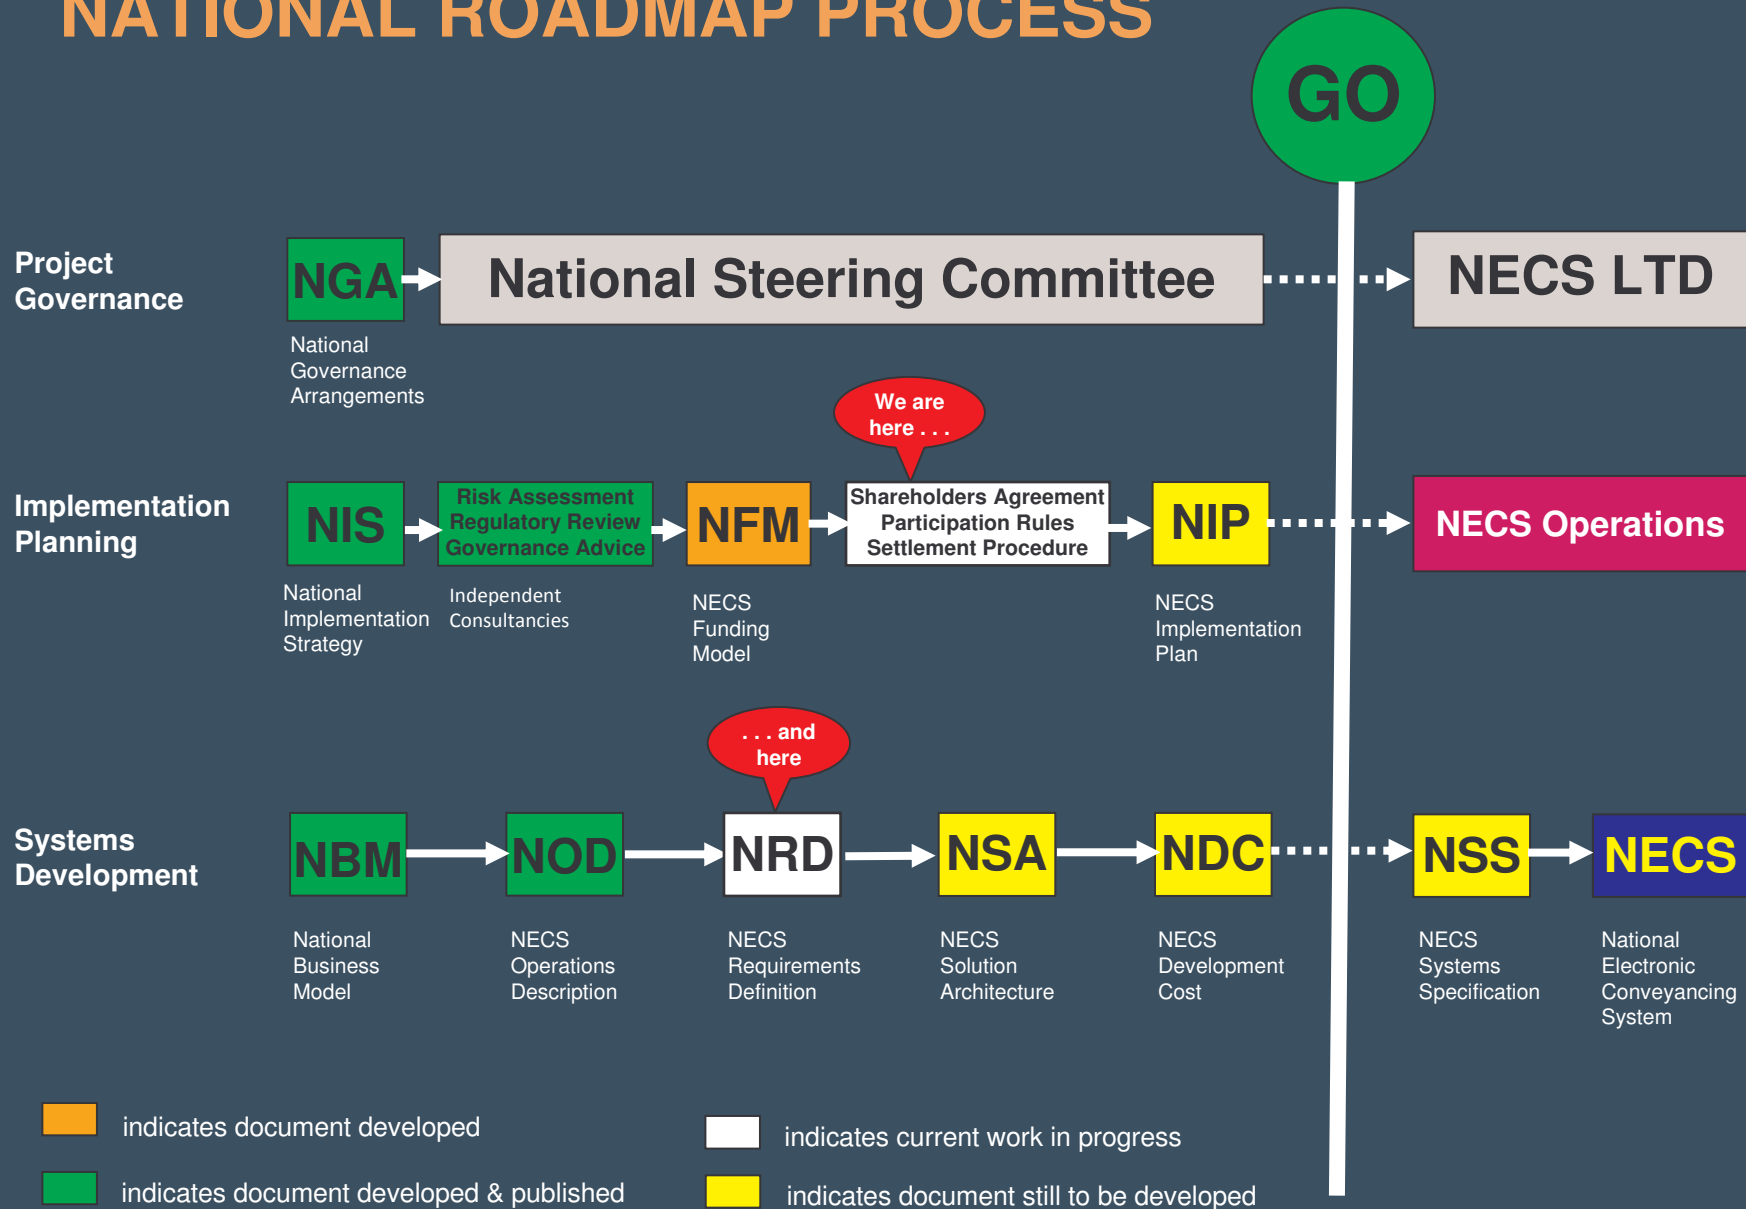 NATIONAL ROADMAP PROCESS
GO
Project
Governance
NGA
National Steering Committee
NECS LTD
National
Governance
Arrangements
We are
here . . .
Implementation
Planning
NIS
Risk Assessment
Regulatory Review
Governance Advice
NFM
Shareholders Agreement
Participation Rules
Settlement Procedure
NIP
NECS Operations
National
Implementation
Strategy
Independent
Consultancies
NECS
Funding
Model
NECS
Implementation
Plan
. . . and
here
Systems
Development
NBM
NOD
NRD
NSA
NDC
NSS
NECS
National
Business
Model
NECS
Operations
Description
NECS
Requirements
Definition
NECS
Solution
Architecture
NECS
Development
Cost
NECS
Systems
Specification
National
Electronic
Conveyancing
System
indicates document developed
indicates current work in progress
indicates document developed & published
indicates document still to be developed